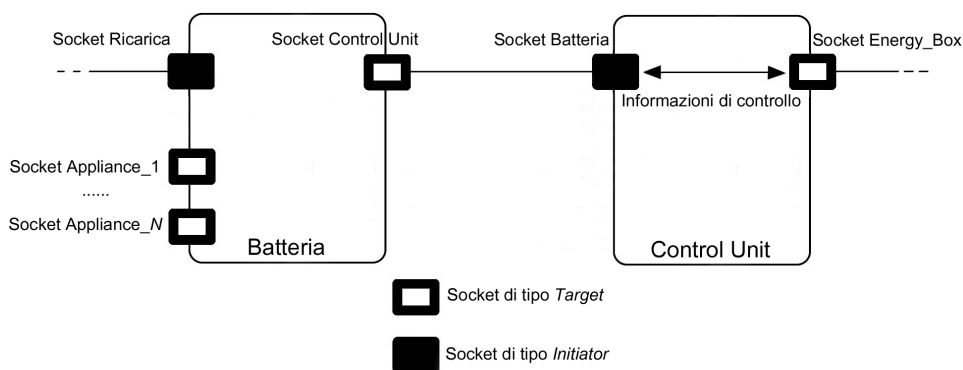 Socket Ricarica
Socket Control Unit
Socket Batteria
Socket Energy_Box
Informazioni di controllo
Socket Appliance_1
......
Socket Appliance_N
Batteria
Control Unit
Socket di tipo Target
Socket di tipo Initiator